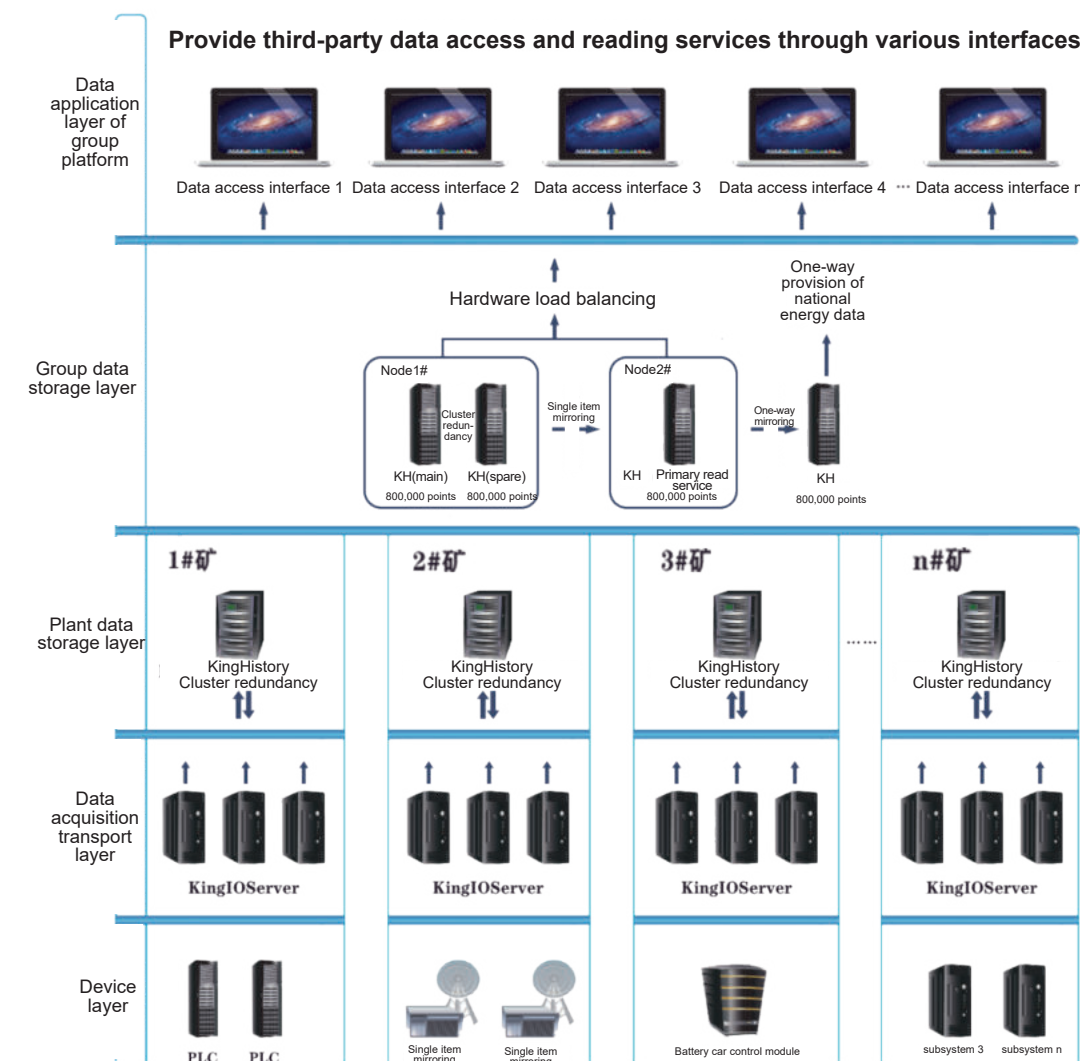 Provide third-party data access and reading services through various interfaces
Data
application
layer of
group
platform
Data access interface 1
Data access interface 2
Data access interface 3
Data access interface 4
··· Data access interface n
Group data
storage layer
Hardware load balancing
One-way
provision of
national
energy data
Node1#
Cluster
redun-
dancy
KH(main)
KH(spare)
800,000 points
800,000 points
Single item
mirroring
Node2#
KH
Primary read
service
800,000 points
One-way
mirroring
KH
800,000 points
Plant data
storage layer
1#矿
KingHistory
Cluster redundancy
2#矿
KingHistory
Cluster redundancy
3#矿
KingHistory
Cluster redundancy
······
n#矿
KingHistory
Cluster redundancy
Data
acquisition
transport
layer
KingIOServer
KingIOServer
KingIOServer
KingIOServer
Device
layer
PLC
PLC
Single item
mirroring
Single item
mirroring
Battery car control module
subsystem 3
subsystem n